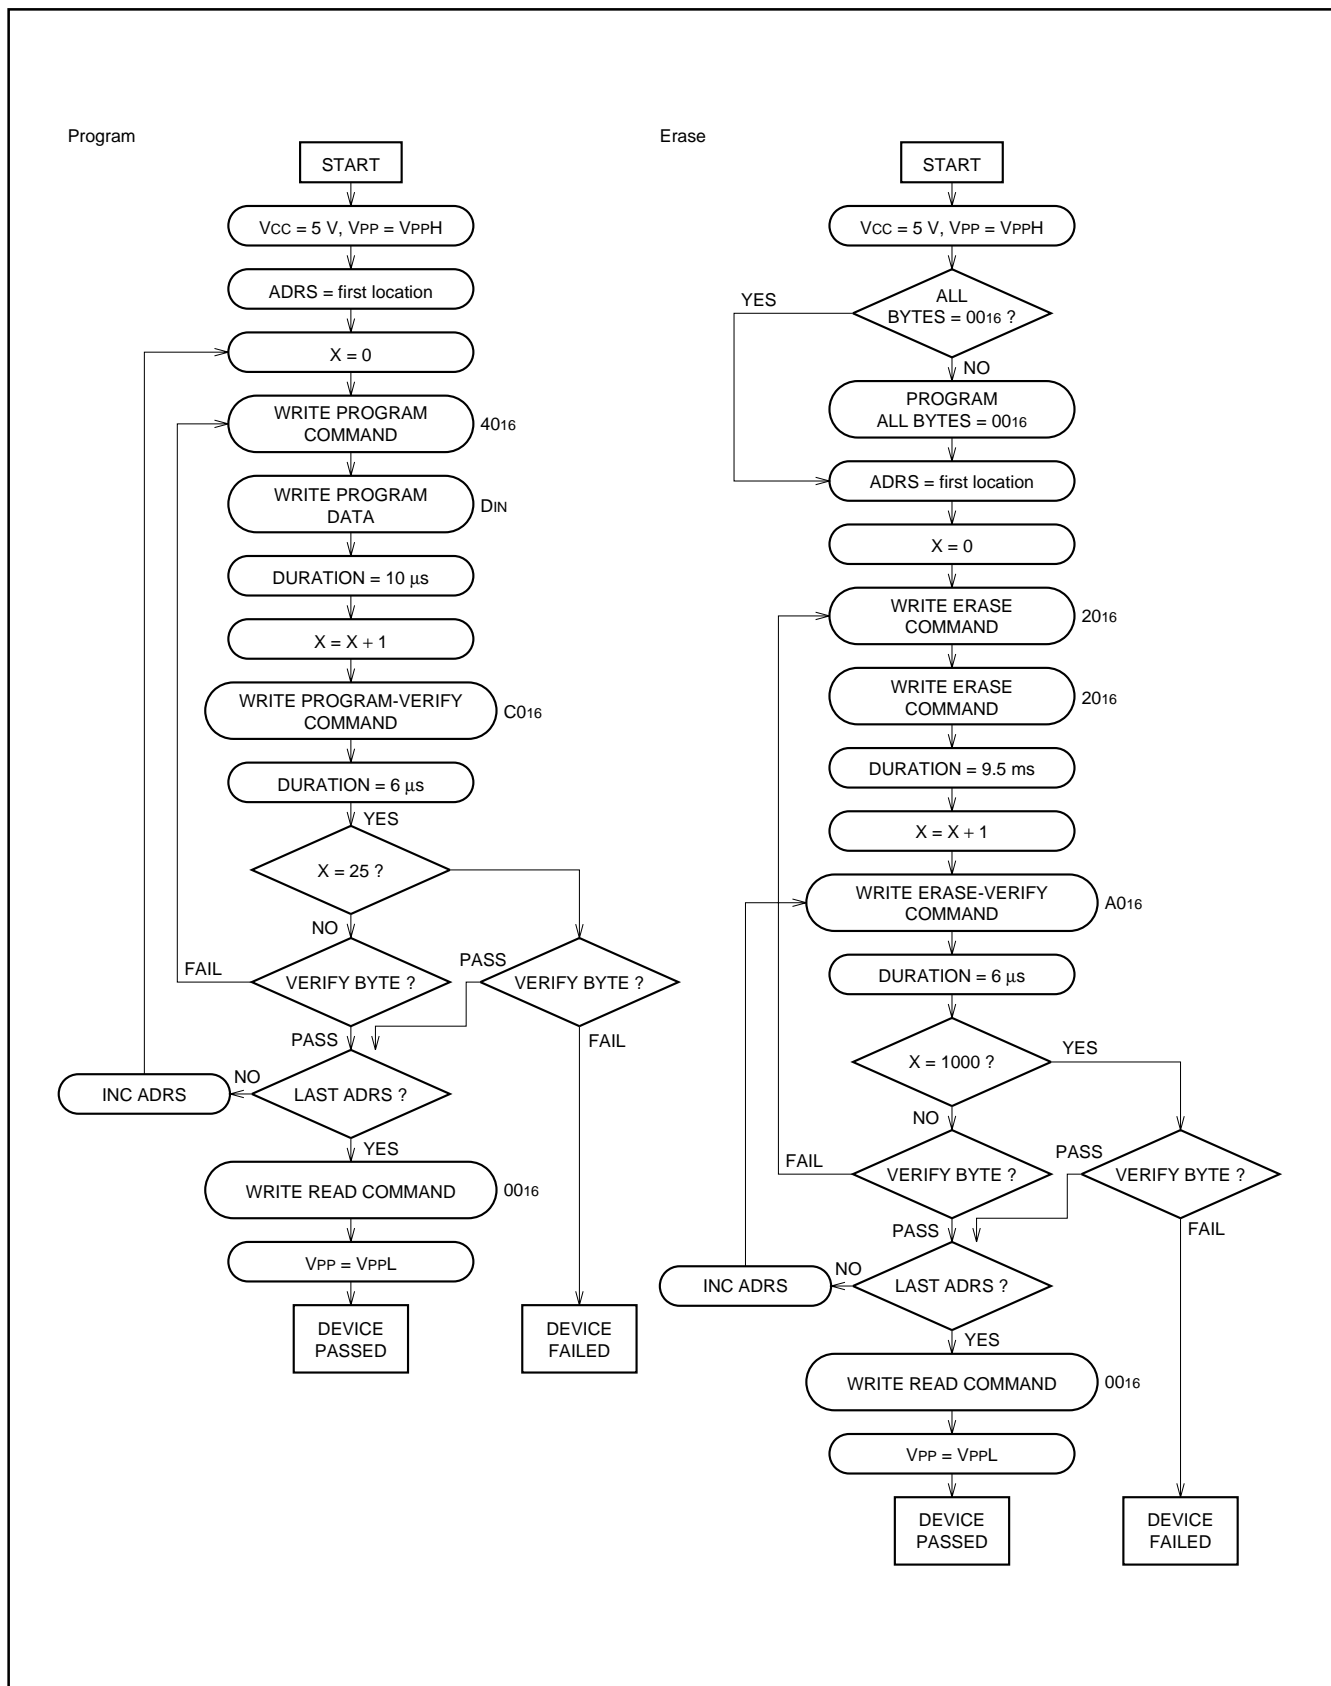 Program
START
VCC = 5 V, VPP = VPPH
ADRS = first location
X = 0
WRITE PROGRAM
COMMAND
4016
WRITE PROGRAM
DATA
DIN
DURATION = 10 µs
X = X + 1
WRITE PROGRAM-VERIFY
COMMAND
C016
DURATION = 6 µs
YES
X = 25 ?
NO
FAIL
VERIFY BYTE ?
PASS
VERIFY BYTE ?
PASS
FAIL
INC ADRS
NO
LAST ADRS ?
YES
WRITE READ COMMAND
0016
VPP = VPPL
DEVICE
PASSED
DEVICE
FAILED
Erase
START
VCC = 5 V, VPP = VPPH
YES
ALL
BYTES = 0016 ?
NO
PROGRAM
ALL BYTES = 0016
ADRS = first location
X = 0
WRITE ERASE
COMMAND
2016
WRITE ERASE
COMMAND
2016
DURATION = 9.5 ms
X = X + 1
WRITE ERASE-VERIFY
COMMAND
A016
DURATION = 6 µs
X = 1000 ?
YES
NO
FAIL
VERIFY BYTE ?
PASS
VERIFY BYTE ?
PASS
FAIL
INC ADRS
NO
LAST ADRS ?
YES
WRITE READ COMMAND
0016
VPP = VPPL
DEVICE
PASSED
DEVICE
FAILED